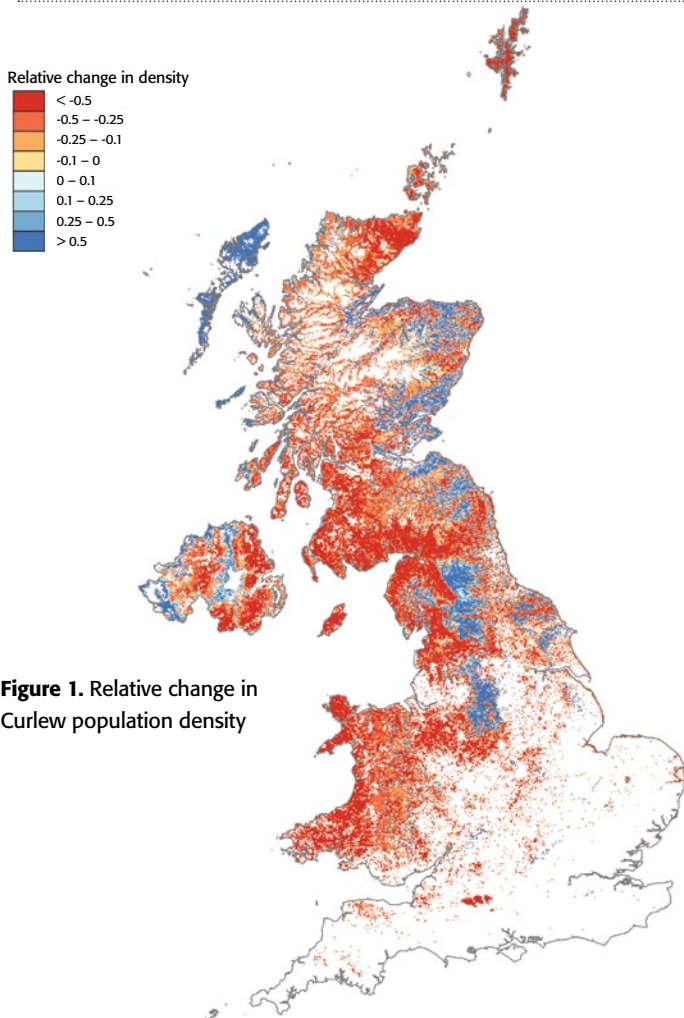 Relative change in density
< -0.5
-0.5 – -0.25
-0.25 – -0.1
-0.1 – 0
0 – 0.1
0.1 – 0.25
0.25 – 0.5
> 0.5
Figure 1. Relative change in
Curlew population density